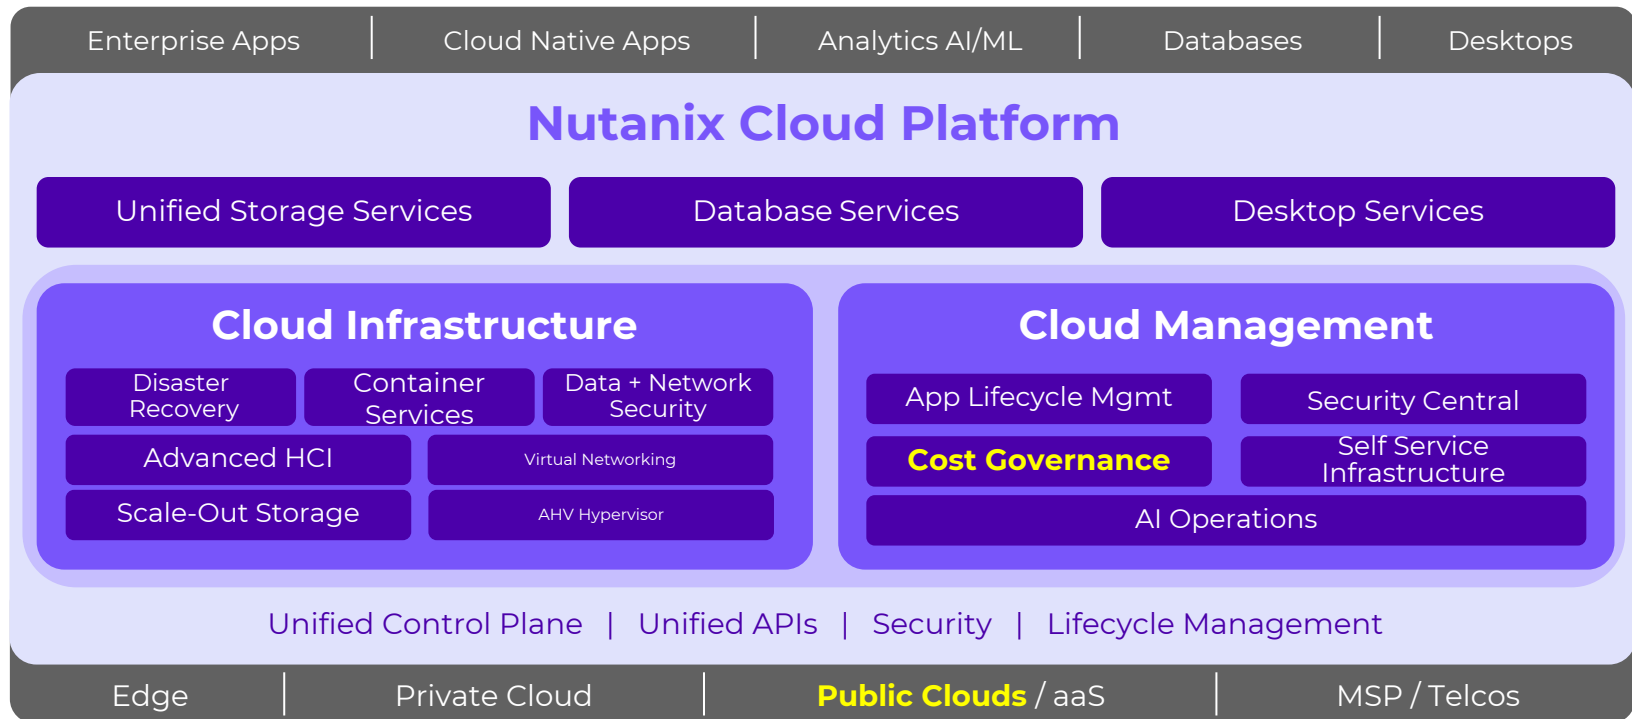 Enterprise Apps | Cloud Native Apps | Analytics AI/ML | Databases | Desktops
Nutanix Cloud Platform
Unified Storage Services
Database Services
Desktop Services
Cloud Infrastructure
Disaster
Recovery
Container
Services
Data + Network
Security
Advanced HCI
Virtual Networking
Scale-Out Storage
AHV Hypervisor
Cloud Management
App Lifecycle Mgmt
Security Central
Cost Governance
Self Service
Infrastructure
AI Operations
Unified Control Plane | Unified APIs | Security | Lifecycle Management
Edge | Private Cloud | Public Clouds / aaS | MSP / Telcos